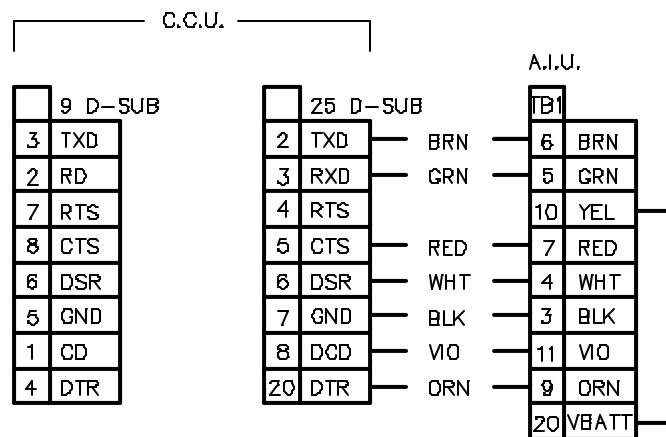 C.C.U.
A.I.U.
9 D-SUB 25 D-SUB TB1
3 TXD 2 TXD BRN 6 BRN
2 RD 3 RXD GRN 5 GRN
7 RTS 4 RTS 10 YEL
8 CTS 5 CTS RED 7 RED
6 DSR 6 DSR WHT 4 WHT
5 GND 7 GND BLK 3 BLK
1 CD 8 DCD VIO 11 VIO
4 DTR 20 DTR ORN 9 ORN
20 VBATT